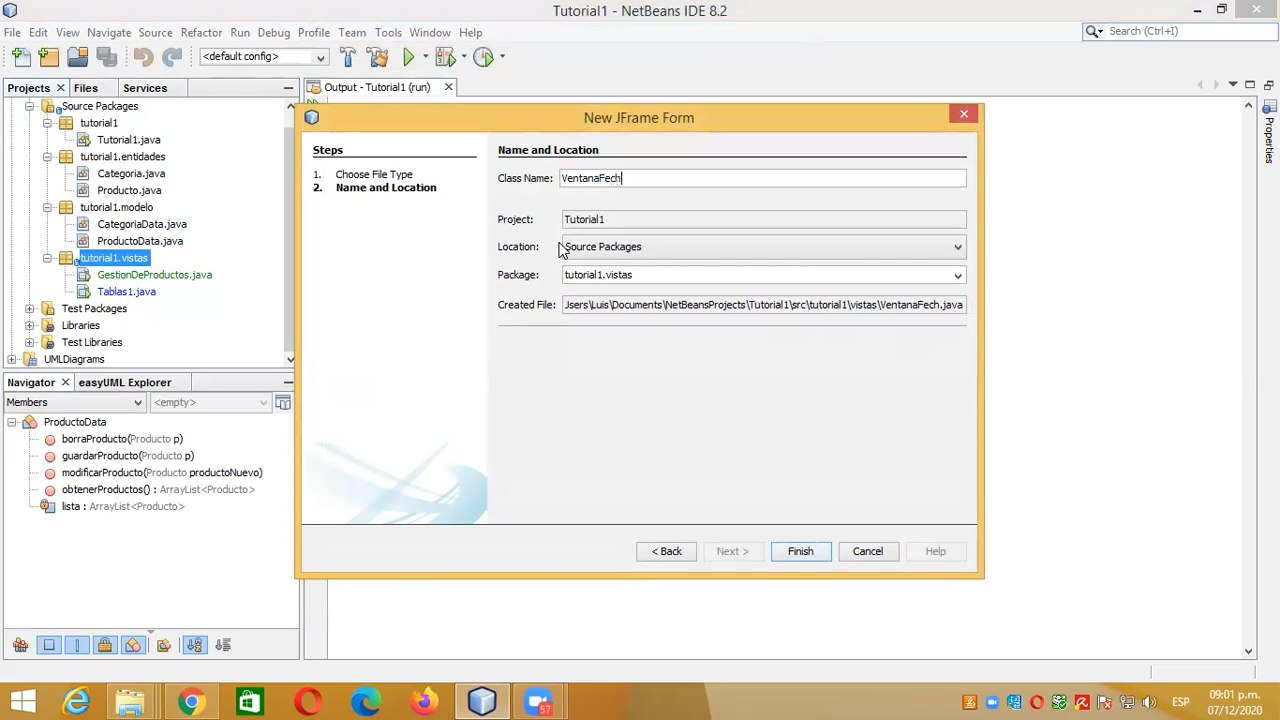 Tutorial1 - NetBeans IDE 8.2
File Edit View Navigate Source Refactor Run Debug Profile Team Tools Window Help
Search (Ctrl+I)
<default config>
Projects Files Services
Output - Tutorial1 (run)
Source Packages
tutorial1
Tutorial1.java
tutorial1.entidades
Categoria.java
Producto.java
tutorial1.modelo
CategoriaData.java
ProductoData.java
tutorial1.vistas
GestionDeProductos.java
Tablas1.java
Test Packages
Libraries
Test Libraries
UMLDiagrams
Navigator easyUML Explorer
Members <empty>
ProductoData
borraProducto(Producto p)
guardarProducto(Producto p)
modificarProducto(Producto productoNuevo)
obtenerProductos() : ArrayList<Producto>
lista : ArrayList<Producto>
New JFrame Form
Steps
1. Choose File Type
2. Name and Location
Name and Location
Class Name: VentanaFech
Project: Tutorial1
Location: Source Packages
Package: tutorial1.vistas
Created File: Jsers\Luis\Documents\NetBeansProjects\Tutorial1\src\tutorial1\vistas\VentanaFech.java
< Back Next > Finish Cancel Help
Properties
57
ESP
09:01 p.m.
07/12/2020